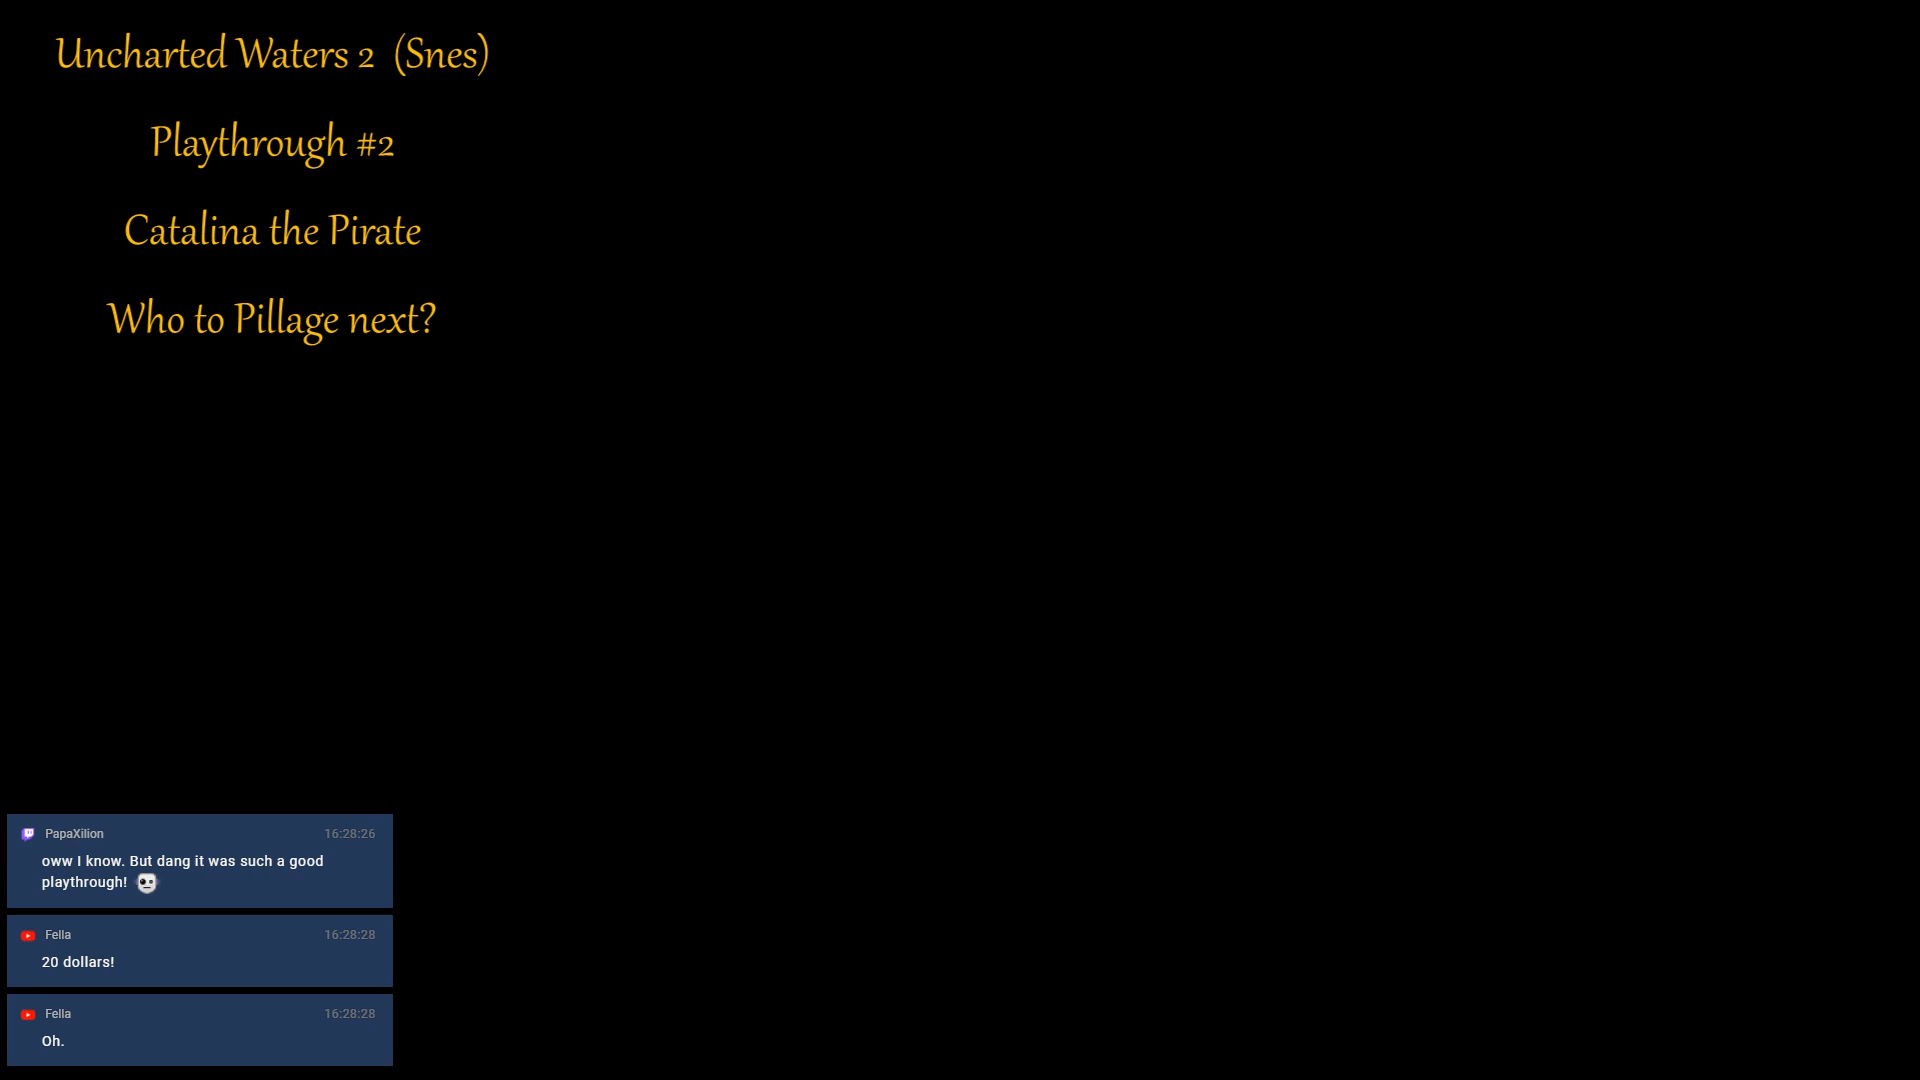 Uncharted Waters 2 (Snes)
Playthrough #2
Catalina the Pirate
Who to Pillage next?
PapaXilion 16:28:26
oww I know. But dang it was such a good
playthrough!
Fella 16:28:28
20 dollars!
Fella 16:28:28
Oh.